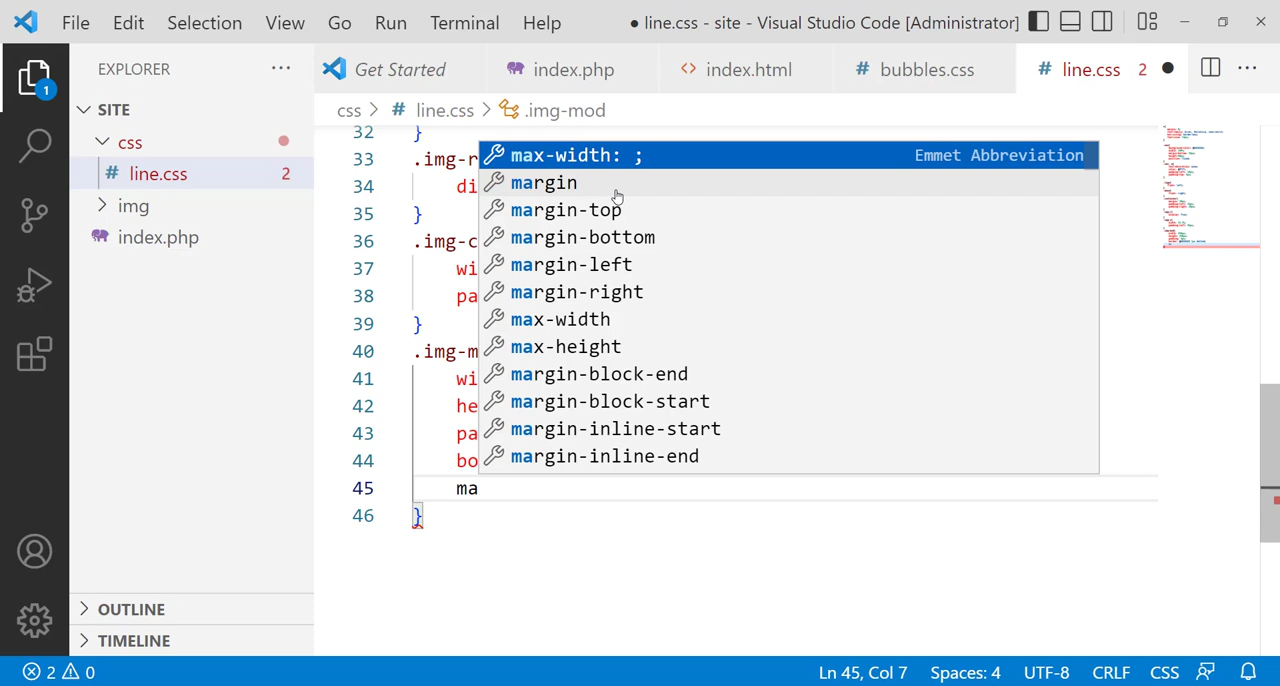 File Edit Selection View Go Run Terminal Help ● line.css - site - Visual Studio Code [Administrator]
EXPLORER ...
Get Started index.php <> index.html # bubbles.css # line.css 2 ● ...
SITE
css > # line.css > .img-mod
css
# line.css 2
img
index.php
1
32 }
33 .img-r
34 di
35 }
36 .img-c
37 wi
38 pa
39 }
40 .img-m
41 wi
42 he
43 pa
44 bo
45 ma
46 }
max-width: ; Emmet Abbreviation
margin
margin-top
margin-bottom
margin-left
margin-right
max-width
max-height
margin-block-end
margin-block-start
margin-inline-start
margin-inline-end
OUTLINE
TIMELINE
2 0 Ln 45, Col 7 Spaces: 4 UTF-8 CRLF CSS